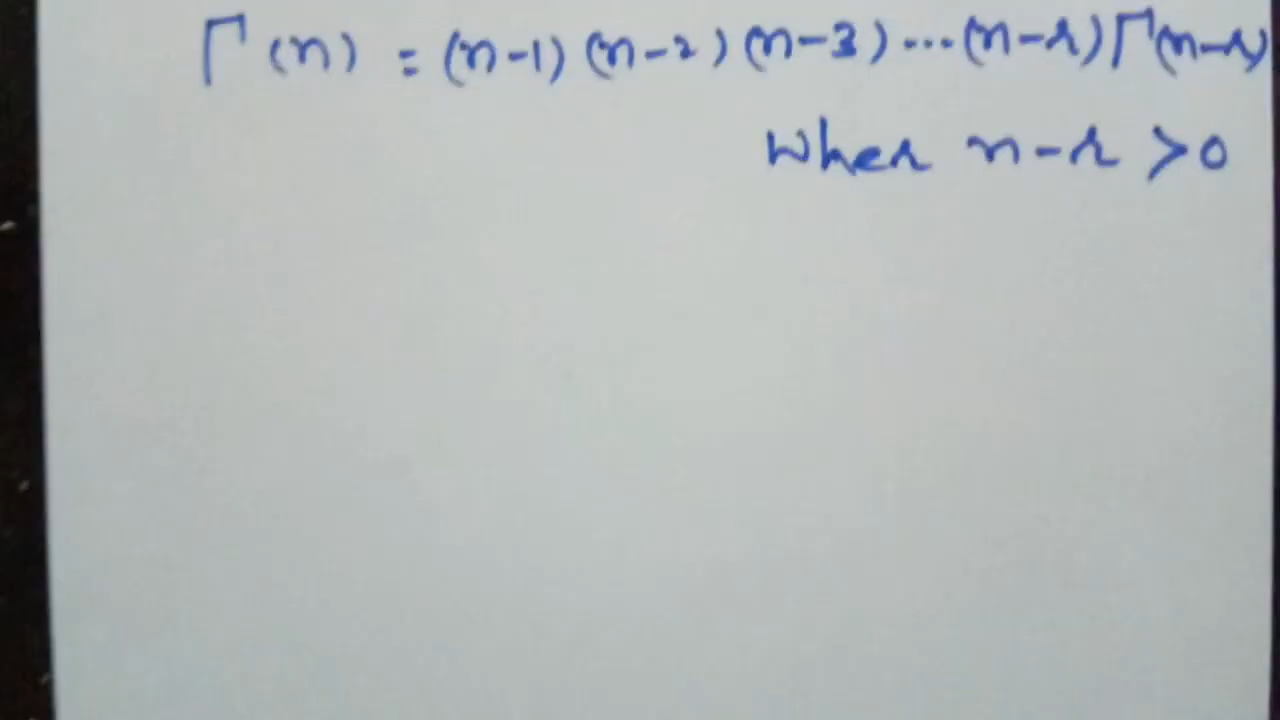 Γ(n) = (n-1) (n-2) (n-3) ... (n-r) Γ(n-r)
when n-r > 0